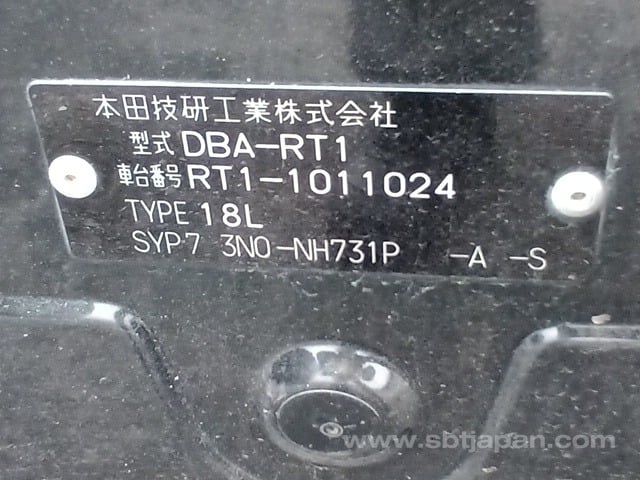 本田技研工業株式会社
型式 DBA-RT1
車台番号 RT1-1011024
TYPE 18L
SYP7 3N0-NH731P -A -S
www.sbtjapan.com